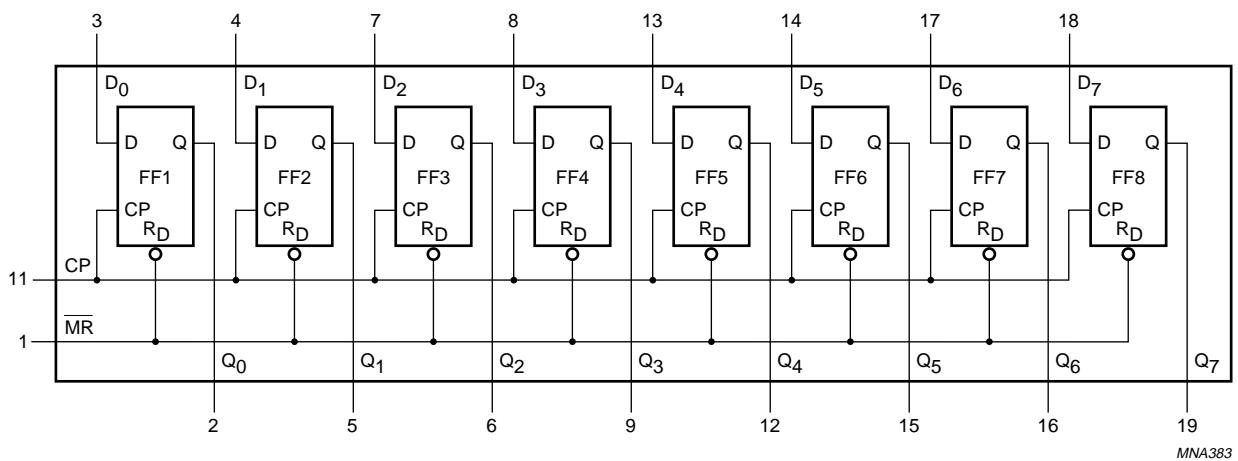 3 4 7 8 13 14 17 18
D0 D1 D2 D3 D4 D5 D6 D7
D Q D Q D Q D Q D Q D Q D Q D Q
FF1 FF2 FF3 FF4 FF5 FF6 FF7 FF8
CP CP CP CP CP CP CP CP
RD RD RD RD RD RD RD RD
CP
11
MR
1
Q0 Q1 Q2 Q3 Q4 Q5 Q6 Q7
2 5 6 9 12 15 16 19
MNA383